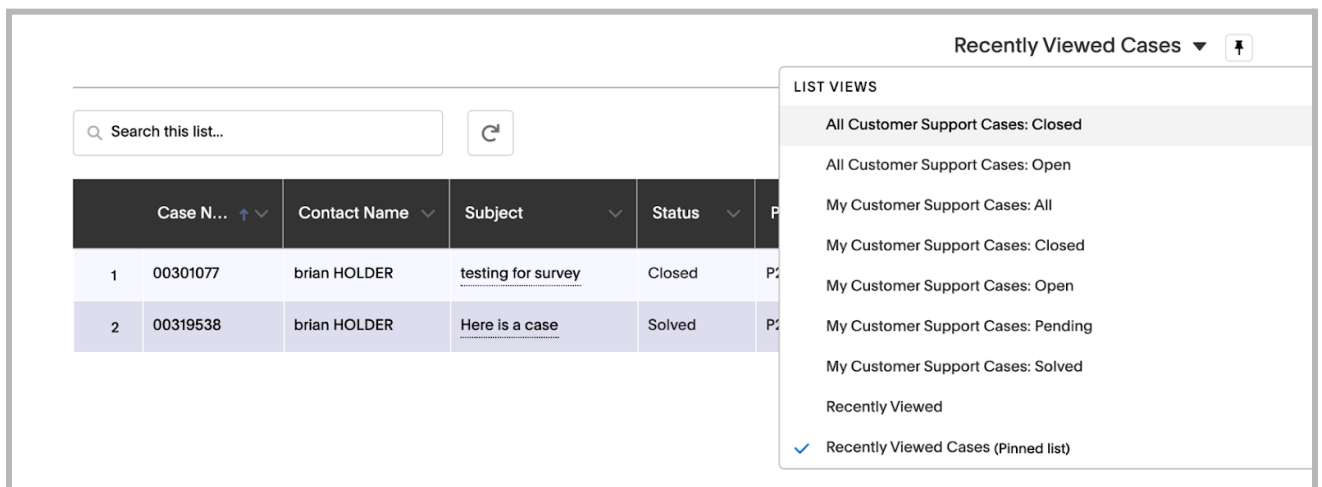 Recently Viewed Cases
LIST VIEWS
Search this list...
All Customer Support Cases: Closed
All Customer Support Cases: Open
My Customer Support Cases: All
My Customer Support Cases: Closed
My Customer Support Cases: Open
My Customer Support Cases: Pending
My Customer Support Cases: Solved
Recently Viewed
Recently Viewed Cases (Pinned list)
Case N... Contact Name Subject Status P
1 00301077 brian HOLDER testing for survey Closed P2
2 00319538 brian HOLDER Here is a case Solved P2